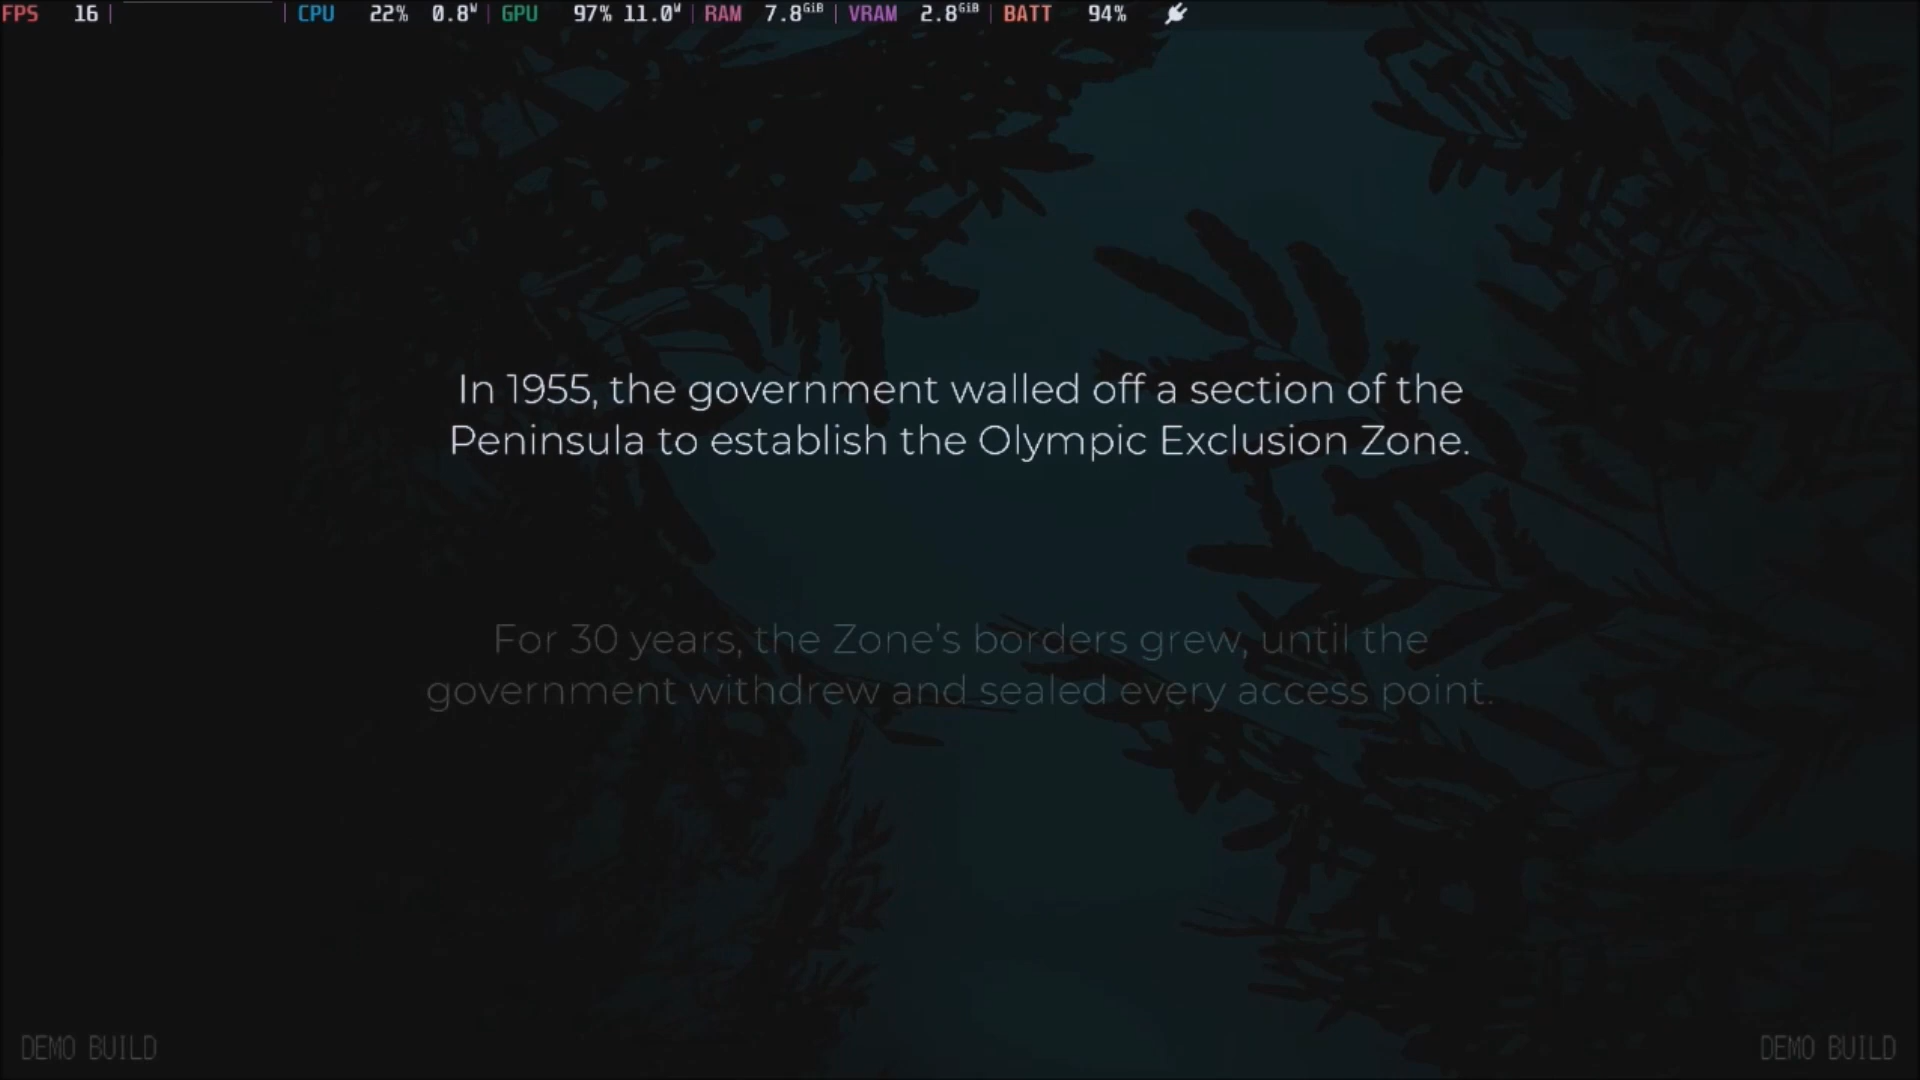 FPS 16 | CPU 22% 0.8W | GPU 97% 11.0W | RAM 7.8GiB | VRAM 2.8GiB | BATT 94%
In 1955, the government walled off a section of the
Peninsula to establish the Olympic Exclusion Zone.
For 30 years, the Zone’s borders grew, until the
government withdrew and sealed every access point.
DEMO BUILD
DEMO BUILD